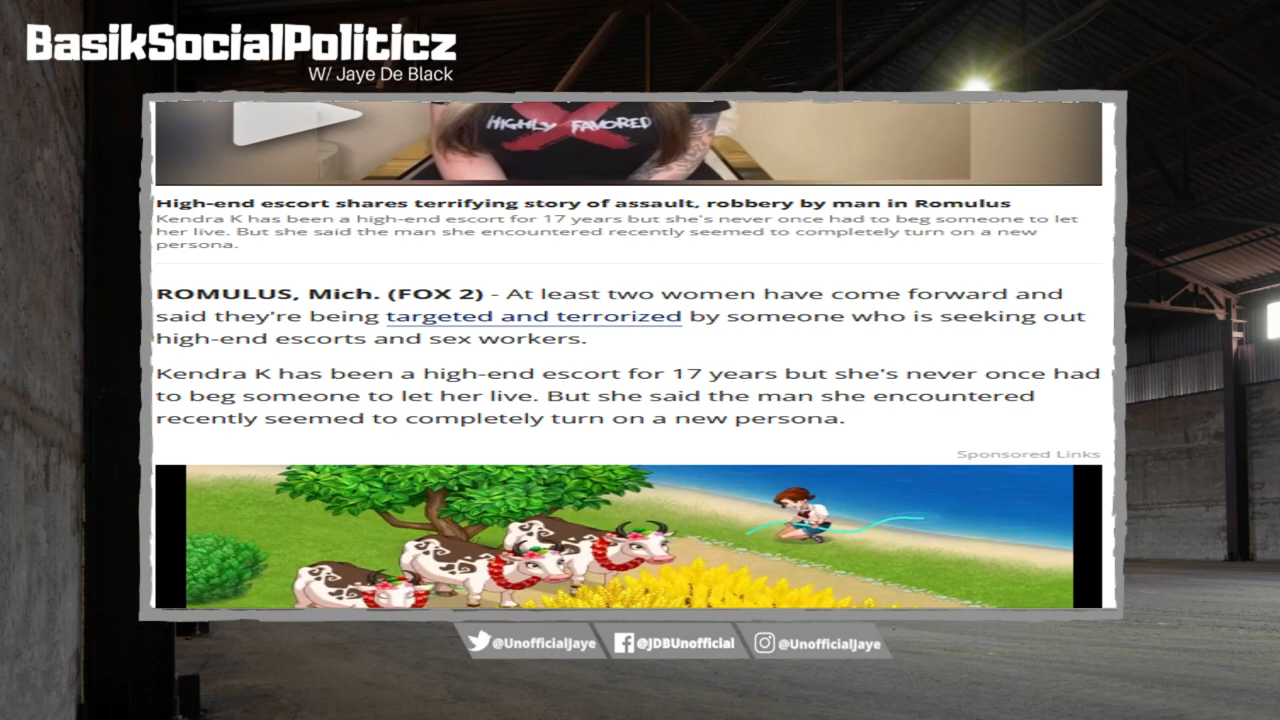 BasikSocialPoliticz
W/ Jaye De Black
HIGHLY FAVORED
High-end escort shares terrifying story of assault, robbery by man in Romulus
Kendra K has been a high-end escort for 17 years but she's never once had to beg someone to let
her live. But she said the man she encountered recently seemed to completely turn on a new
persona.
ROMULUS, Mich. (FOX 2) - At least two women have come forward and
said they're being targeted and terrorized by someone who is seeking out
high-end escorts and sex workers.
Kendra K has been a high-end escort for 17 years but she's never once had
to beg someone to let her live. But she said the man she encountered
recently seemed to completely turn on a new persona.
Sponsored Links
@UnofficialJaye @JDBUnofficial @UnofficialJaye